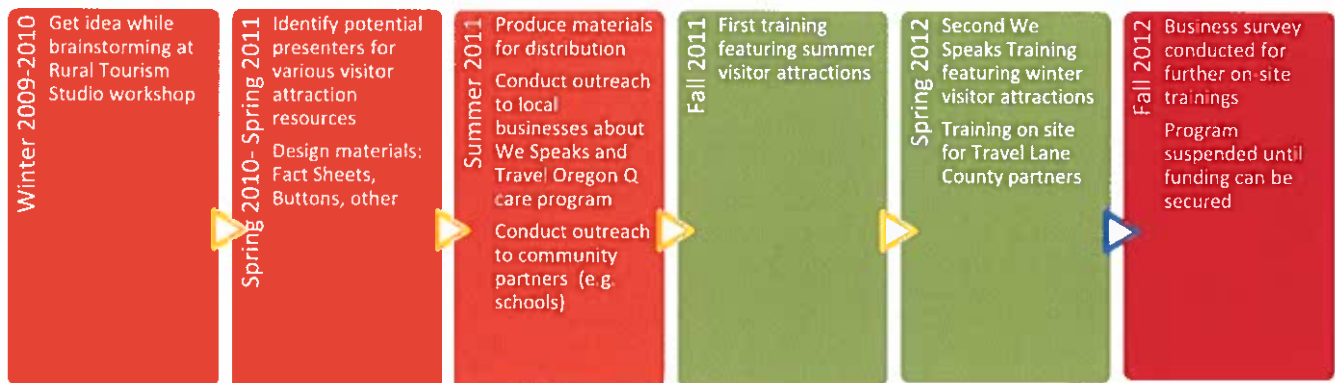 Winter 2009-2010
Get idea while
brainstorming at
Rural Tourism
Studio workshop
Spring 2010- Spring 2011
Identify potential
presenters for
various visitor
attraction
resources
Design materials:
Fact Sheets,
Buttons, other
Summer 2011
Produce materials
for distribution
Conduct outreach
to local
businesses about
We Speaks and
Travel Oregon Q
care program
Conduct outreach
to community
partners (e.g.
schools)
Fall 2011
First training
featuring summer
visitor attractions
Spring 2012
Second We
Speaks Training
featuring winter
visitor attractions
Training on site
for Travel Lane
County partners
Fall 2012
Business survey
conducted for
further on-site
trainings
Program
suspended until
funding can be
secured